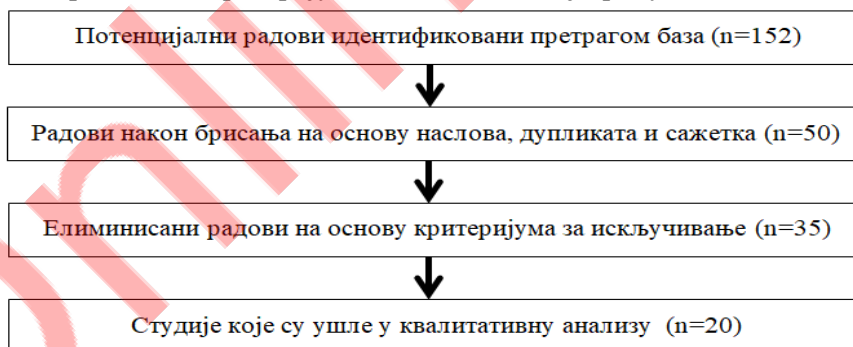 Потенцијални радови идентификовани претрагом база (n=152)
Радови након брисања на основу наслова, дупликата и сажетка (n=50)
Елиминисани радови на основу критеријума за искључивање (n=35)
Студије које су ушле у квалитативну анализу (n=20)